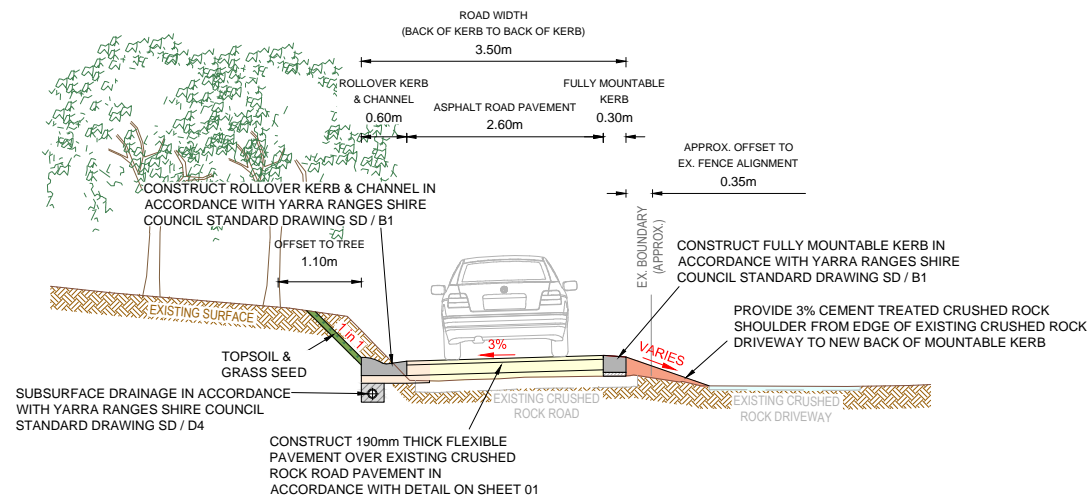 ROAD WIDTH
(BACK OF KERB TO BACK OF KERB)
3.50m
ROLLOVER KERB
& CHANNEL
0.60m
ASPHALT ROAD PAVEMENT
2.60m
FULLY MOUNTABLE
KERB
0.30m
APPROX. OFFSET TO
EX. FENCE ALIGNMENT
0.35m
CONSTRUCT ROLLOVER KERB & CHANNEL IN
ACCORDANCE WITH YARRA RANGES SHIRE
COUNCIL STANDARD DRAWING SD / B1
OFFSET TO TREE
1.10m
EX. BOUNDARY
(APPROX.)
CONSTRUCT FULLY MOUNTABLE KERB IN
ACCORDANCE WITH YARRA RANGES SHIRE
COUNCIL STANDARD DRAWING SD / B1
PROVIDE 3% CEMENT TREATED CRUSHED ROCK
SHOULDER FROM EDGE OF EXISTING CRUSHED ROCK
DRIVEWAY TO NEW BACK OF MOUNTABLE KERB
EXISTING SURFACE
1 in 1
3%
VARIES
TOPSOIL &
GRASS SEED
SUBSURFACE DRAINAGE IN ACCORDANCE
WITH YARRA RANGES SHIRE COUNCIL
STANDARD DRAWING SD / D4
EXISTING CRUSHED
ROCK ROAD
EXISTING CRUSHED
ROCK DRIVEWAY
CONSTRUCT 190mm THICK FLEXIBLE
PAVEMENT OVER EXISTING CRUSHED
ROCK ROAD PAVEMENT IN
ACCORDANCE WITH DETAIL ON SHEET 01